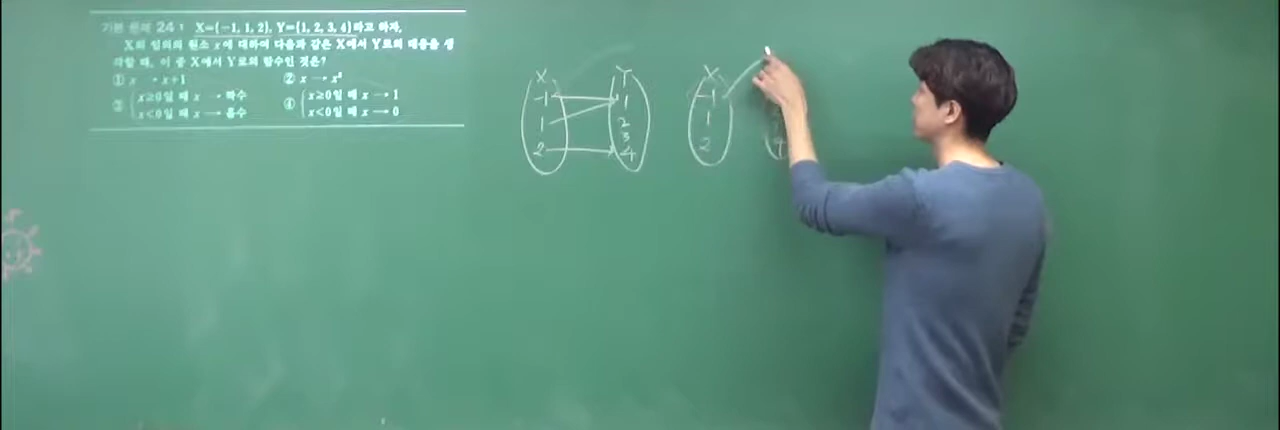 기본 문제 24-1 X={-1, 1, 2}, Y={1, 2, 3, 4}라고 하자.
X의 임의의 원소 x에 대하여 다음과 같은 X에서 Y로의 대응을 생
각할 때, 이 중 X에서 Y로의 함수인 것은?
① x → x+1 ② x → x²
③ x≥0일 때 x → 짝수 ④ x≥0일 때 x → 1
x<0일 때 x → 홀수 x<0일 때 x → 0
X Y X
-1 1 -1
1 2 1
3
2 4 2 4